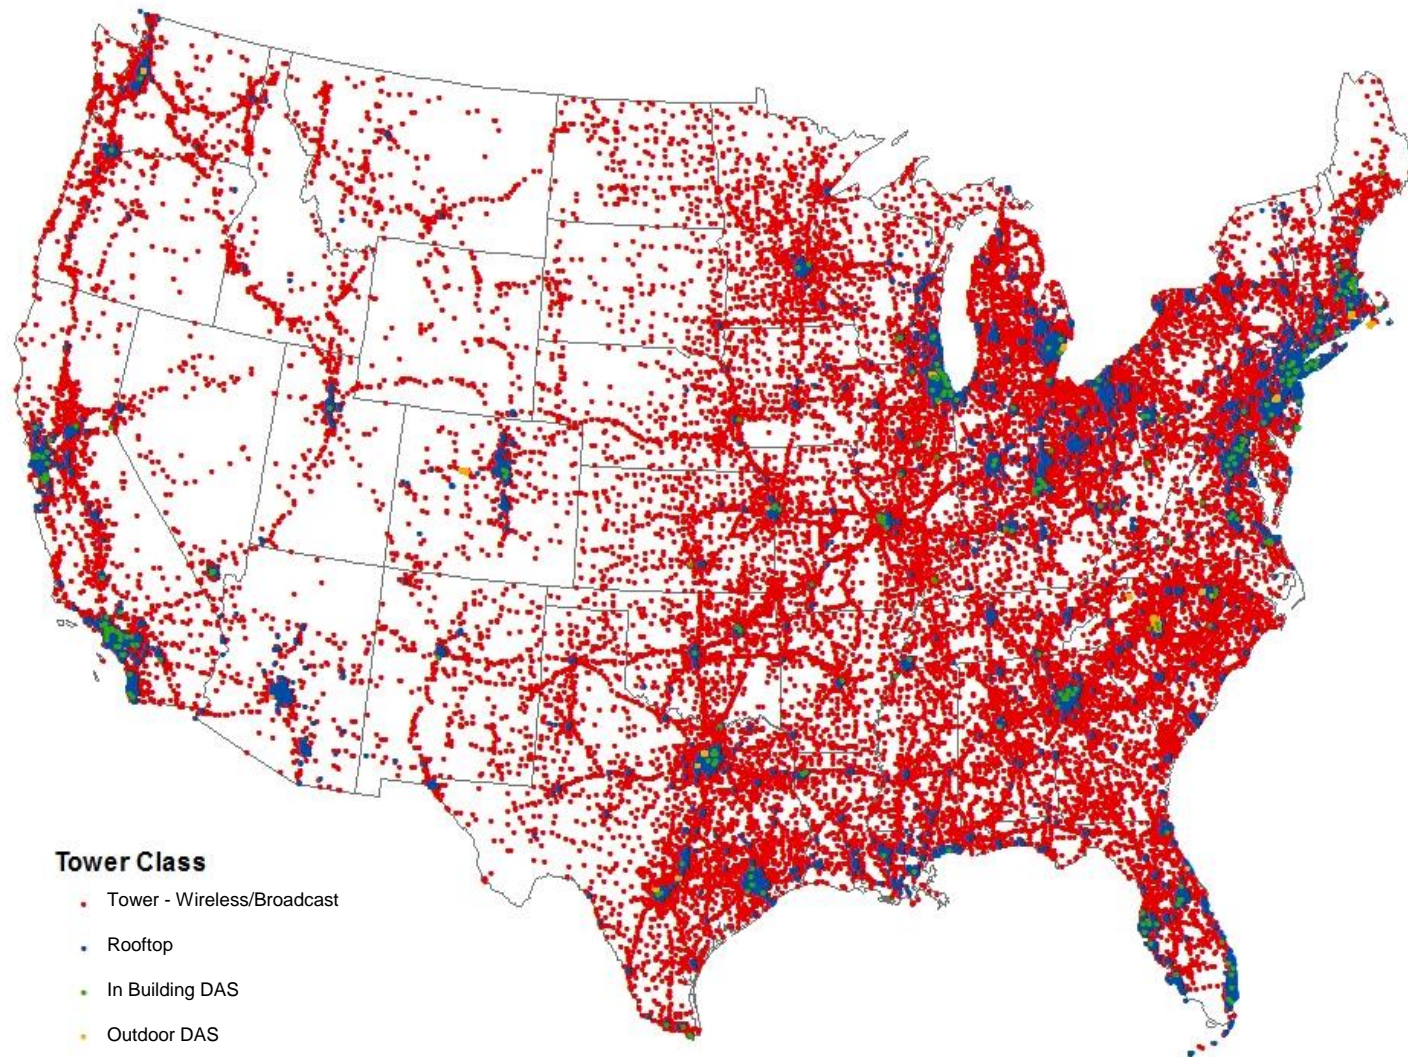 Tower Class
Tower - Wireless/Broadcast
Rooftop
In Building DAS
Outdoor DAS